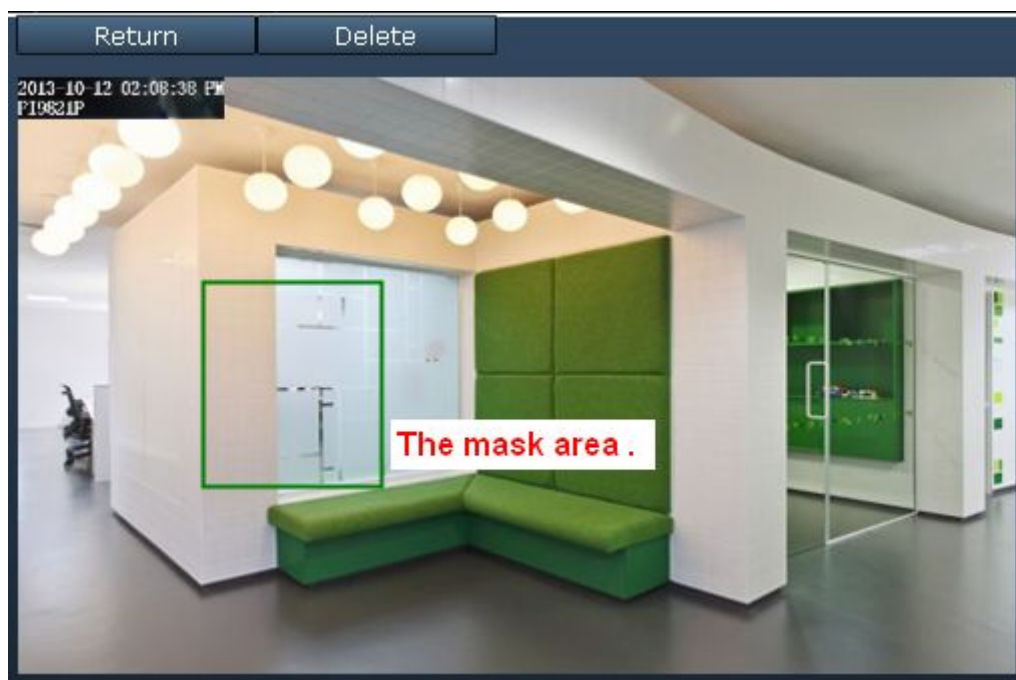 Return
Delete
2013-10-12 02:08:38 PM
FI9821P
The mask area .